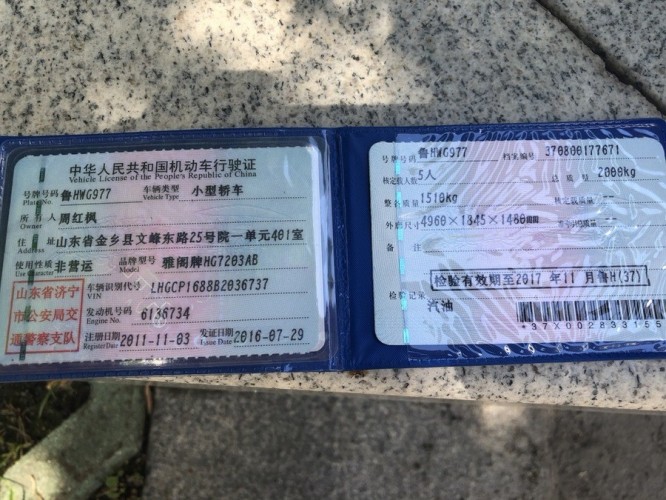 中华人民共和国机动车行驶证
Vehicle License of the People's Republic of China
号牌号码 鲁HWG977 车辆类型 小型轿车
Plate No. Vehicle Type
所有人 周红枫
Owner
住址 山东省金乡县文峰东路25号院一单元401室
Address
使用性质 非营运 品牌型号 雅阁牌HG7203AB
Use Character Model
山东省济宁市公安局交通警察支队
车辆识别代号 LHGCP1688B2036737
VIN
发动机号码 6136734
Engine No.
注册日期 2011-11-03 发证日期 2016-07-29
Register Date Issue Date
号牌号码 鲁HWG977 档案编号 370800177671
核定载人数 5人 总质量 2000kg
整备质量 1510kg 核定载质量 --
外廓尺寸 4960×1845×1480mm --
备注
检验有效期至2017年11月鲁H(37)
检验记录
汽油
*37X0028331